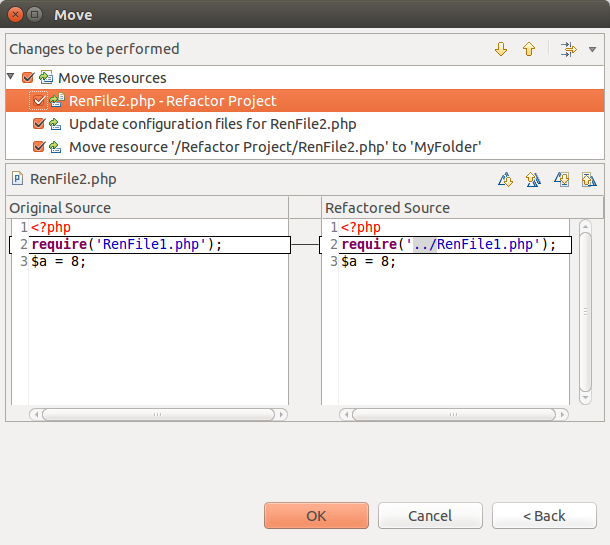 Move
Changes to be performed
Move Resources
RenFile2.php - Refactor Project
Update configuration files for RenFile2.php
Move resource '/Refactor Project/RenFile2.php' to 'MyFolder'
RenFile2.php
Original Source
Refactored Source
1 <?php
2 require('RenFile1.php');
3 $a = 8;
1 <?php
2 require('../RenFile1.php');
3 $a = 8;
OK
Cancel
< Back